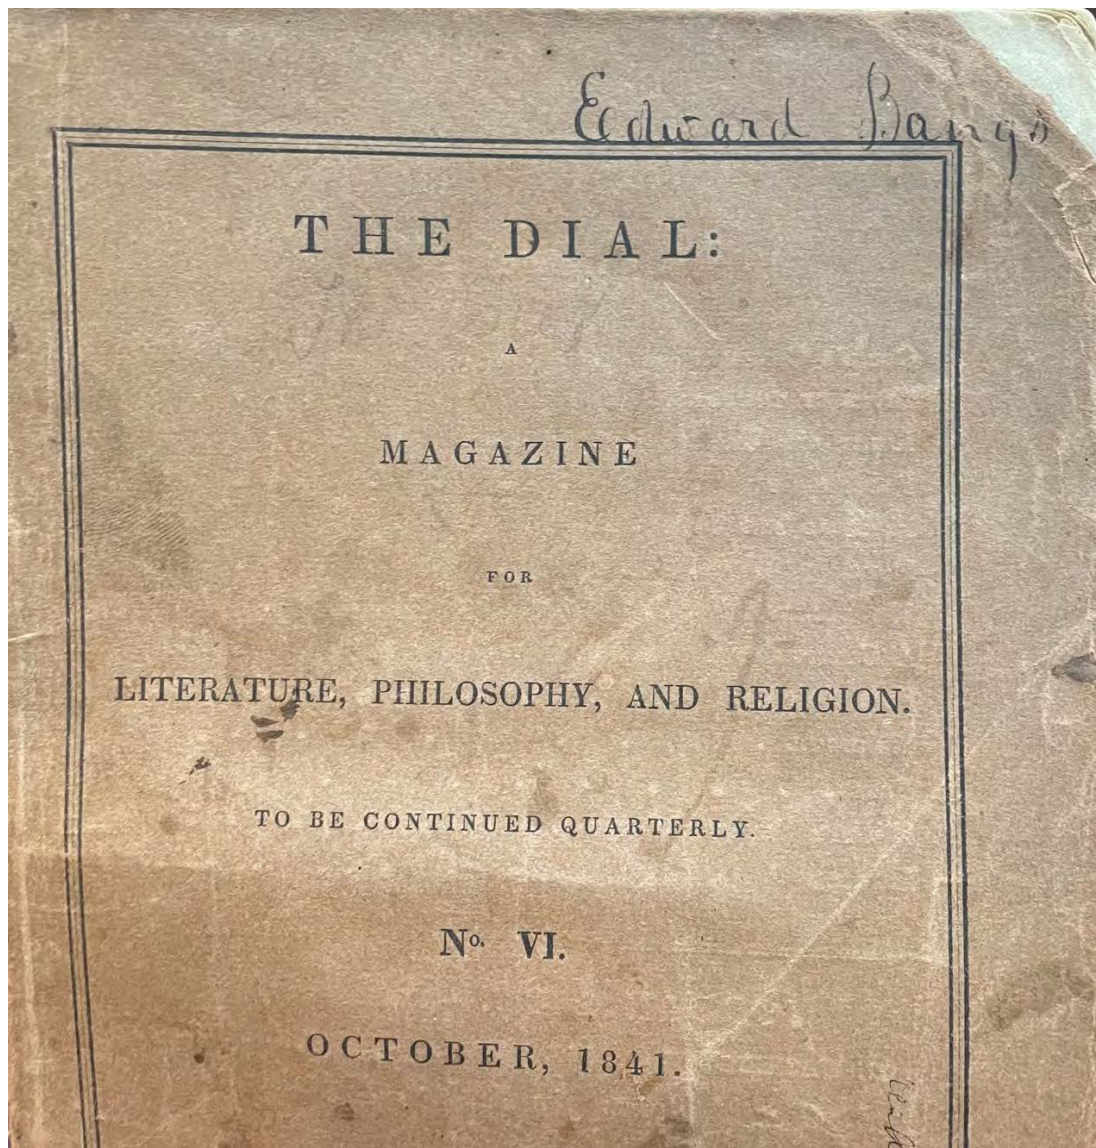 Edward Bangs
THE DIAL:
A
MAGAZINE
FOR
LITERATURE, PHILOSOPHY, AND RELIGION.
TO BE CONTINUED QUARTERLY.
No. VI.
OCTOBER, 1841.